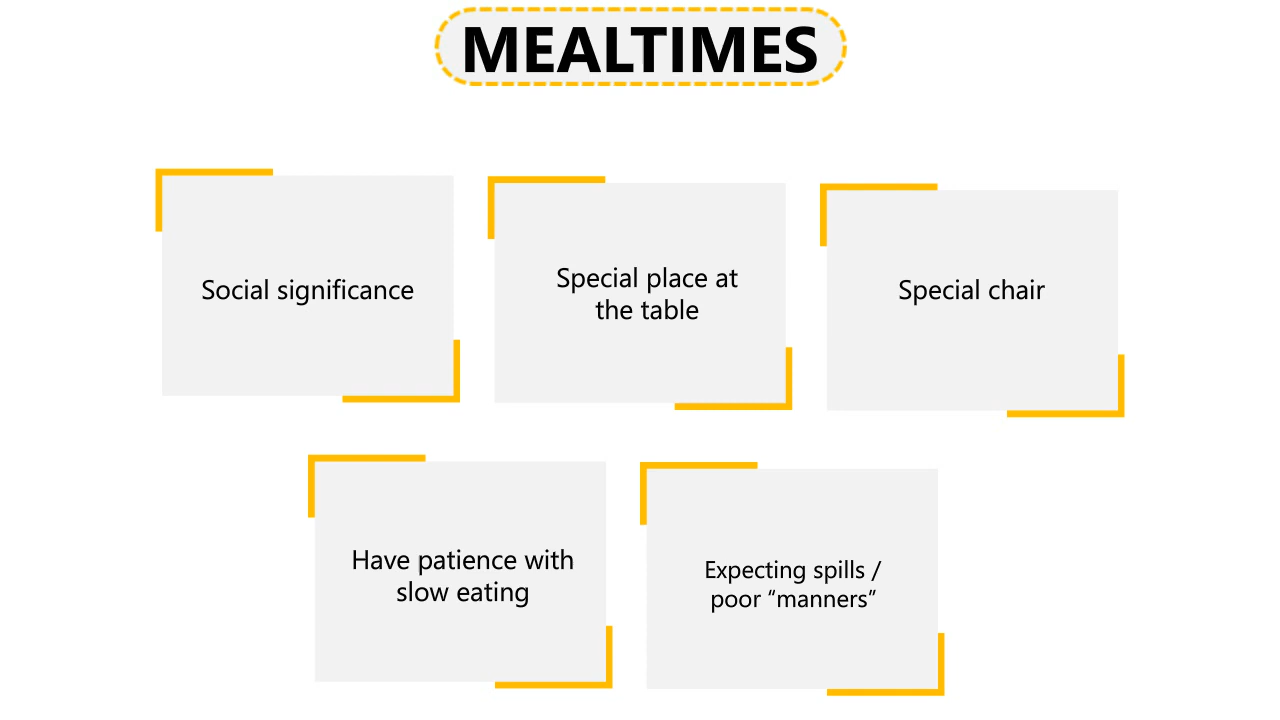 MEALTIMES
Social significance
Special place at
the table
Special chair
Have patience with
slow eating
Expecting spills /
poor “manners”